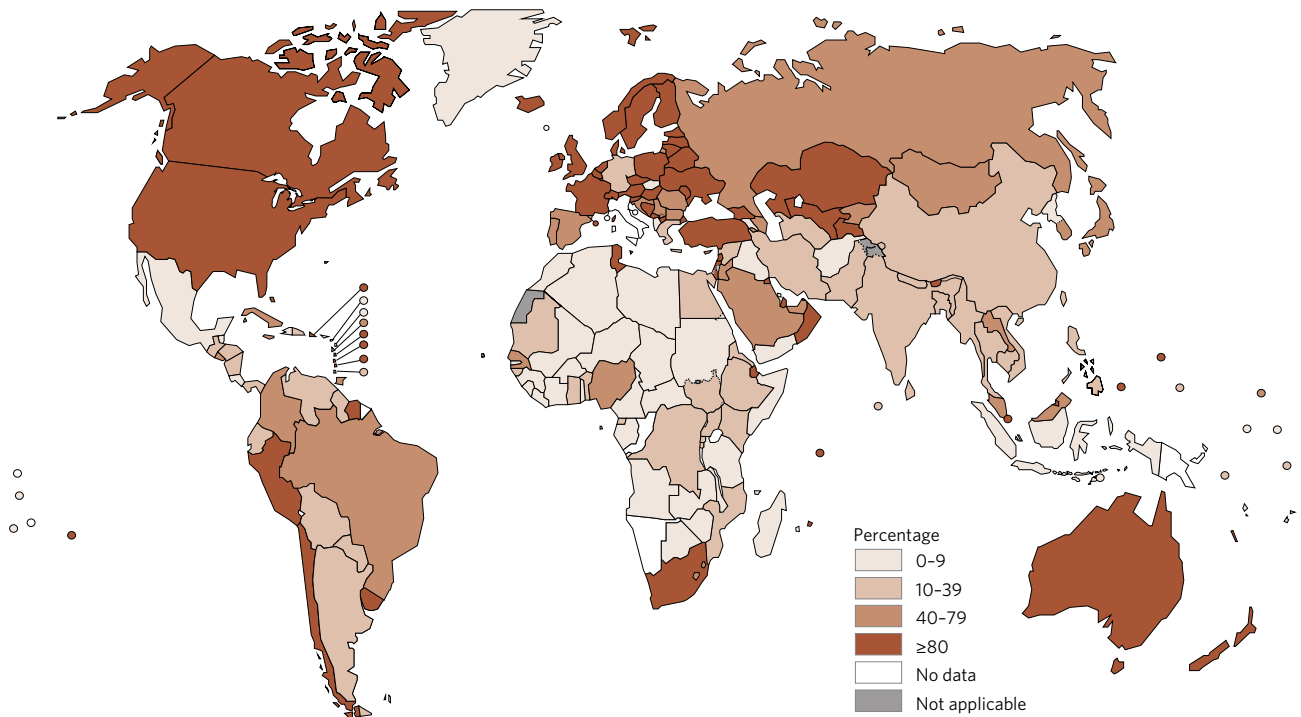 Percentage
0–9
10–39
40–79
≥80
No data
Not applicable